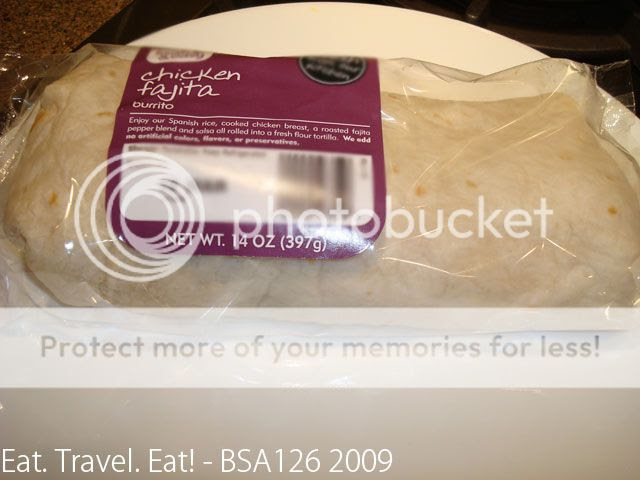 chicken
fajita
burrito
Enjoy our Spanish rice, cooked chicken breast, a roasted fajita
pepper blend and salsa all rolled into a fresh flour tortilla. We add
no artificial colors, flavors, or preservatives.
NET WT. 14 OZ (397g)
photobucket
Protect more of your memories for less!
Eat. Travel. Eat! - BSA126 2009